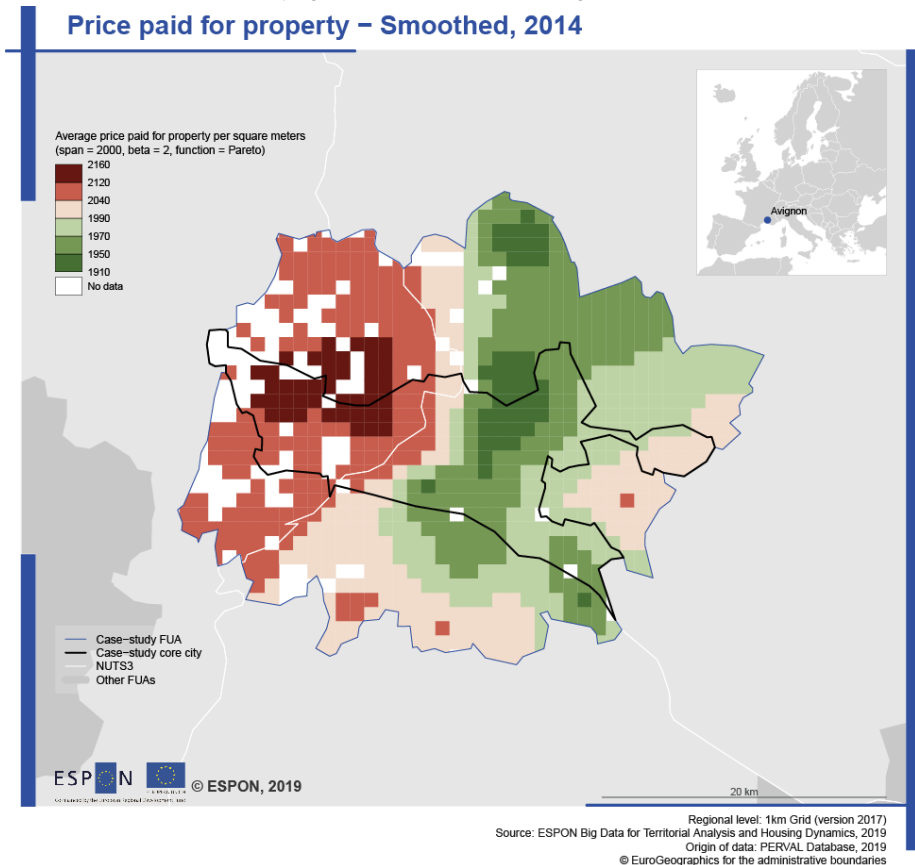 Price paid for property − Smoothed, 2014
Average price paid for property per square meters
(span = 2000, beta = 2, function = Pareto)
2160
2120
2040
1990
1970
1950
1910
No data
Avignon
Case−study FUA
Case−study core city
NUTS3
Other FUAs
ESPON
© ESPON, 2019
20 km
Regional level: 1km Grid (version 2017)
Source: ESPON Big Data for Territorial Analysis and Housing Dynamics, 2019
Origin of data: PERVAL Database, 2019
© EuroGeographics for the administrative boundaries